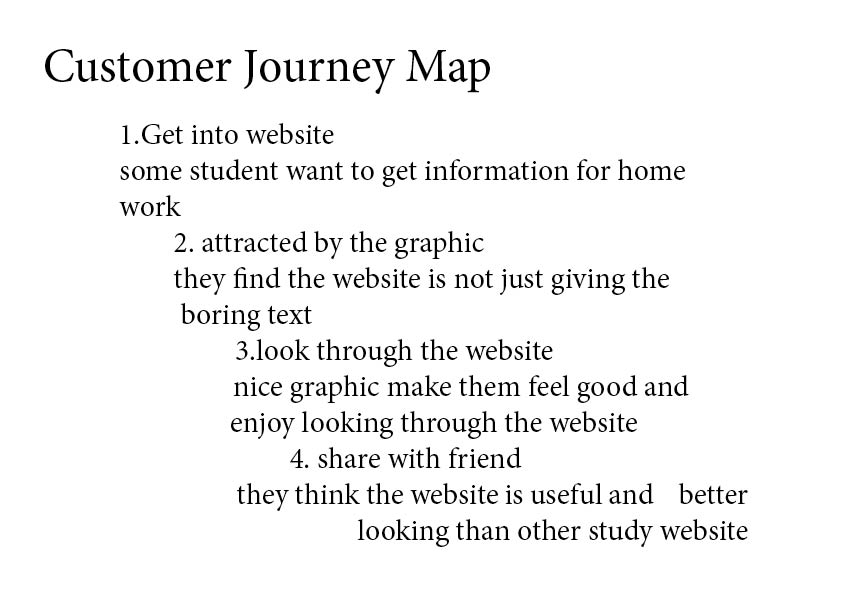 Customer Journey Map
1.Get into website
some student want to get information for home
work
2. attracted by the graphic
they find the website is not just giving the
boring text
3.look through the website
nice graphic make them feel good and
enjoy looking through the website
4. share with friend
they think the website is useful and better
looking than other study website